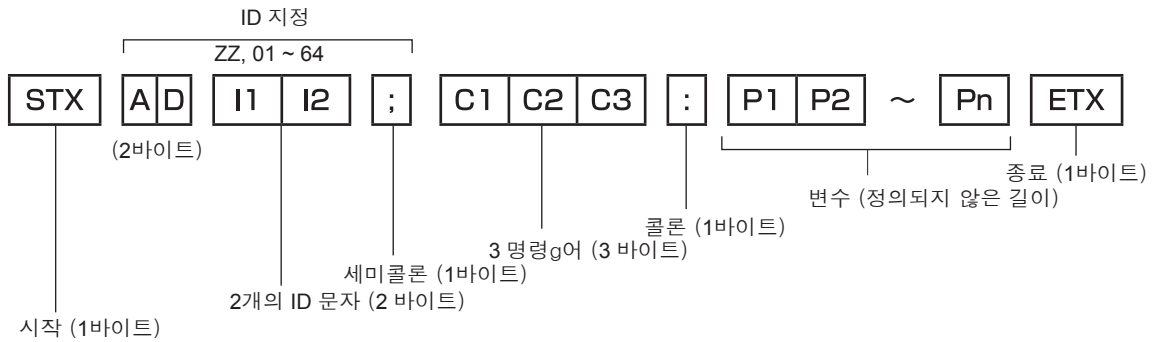 ID 지정
ZZ, 01 ~ 64
STX A D I1 I2 ; C1 C2 C3 : P1 P2 ～ Pn ETX
(2바이트)
종료 (1바이트)
변수 (정의되지 않은 길이)
콜론 (1바이트)
3 명령g어 (3 바이트)
세미콜론 (1바이트)
2개의 ID 문자 (2 바이트)
시작 (1바이트)